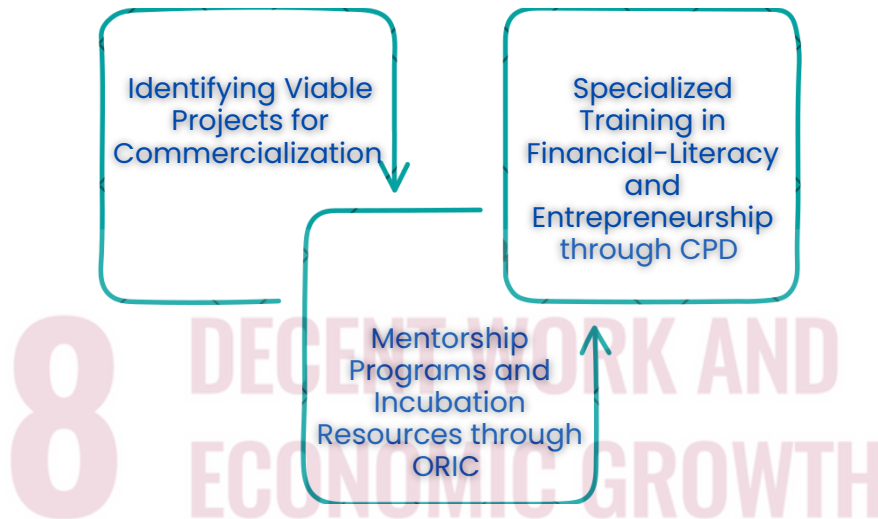 Identifying Viable
Projects for
Commercialization
Specialized
Training in
Financial-Literacy
and
Entrepreneurship
through CPD
Mentorship
Programs and
Incubation
Resources through
ORIC
8
DECENT WORK AND
ECONOMIC GROWTH